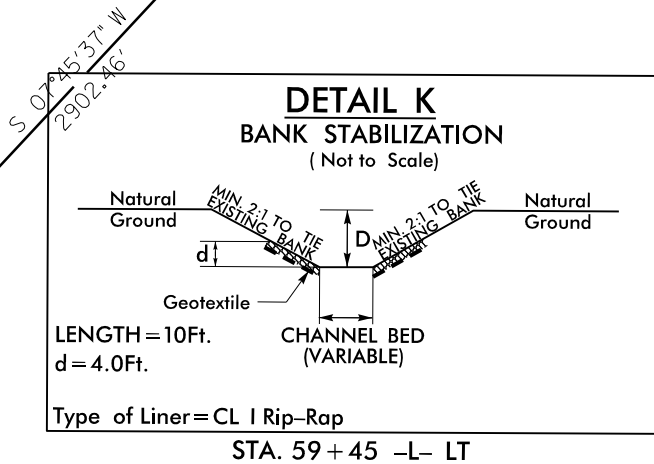 S 07°45'37" W
2902.46'
DETAIL K
BANK STABILIZATION
( Not to Scale)
Natural
Ground
MIN. 2:1 TO TIE
EXISTING BANK
D
MIN. 2:1 TO TIE
EXISTING BANK
Natural
Ground
d
Geotextile
LENGTH = 10Ft.
d = 4.0Ft.
CHANNEL BED
(VARIABLE)
Type of Liner = CL I Rip-Rap
STA. 59 + 45 -L- LT